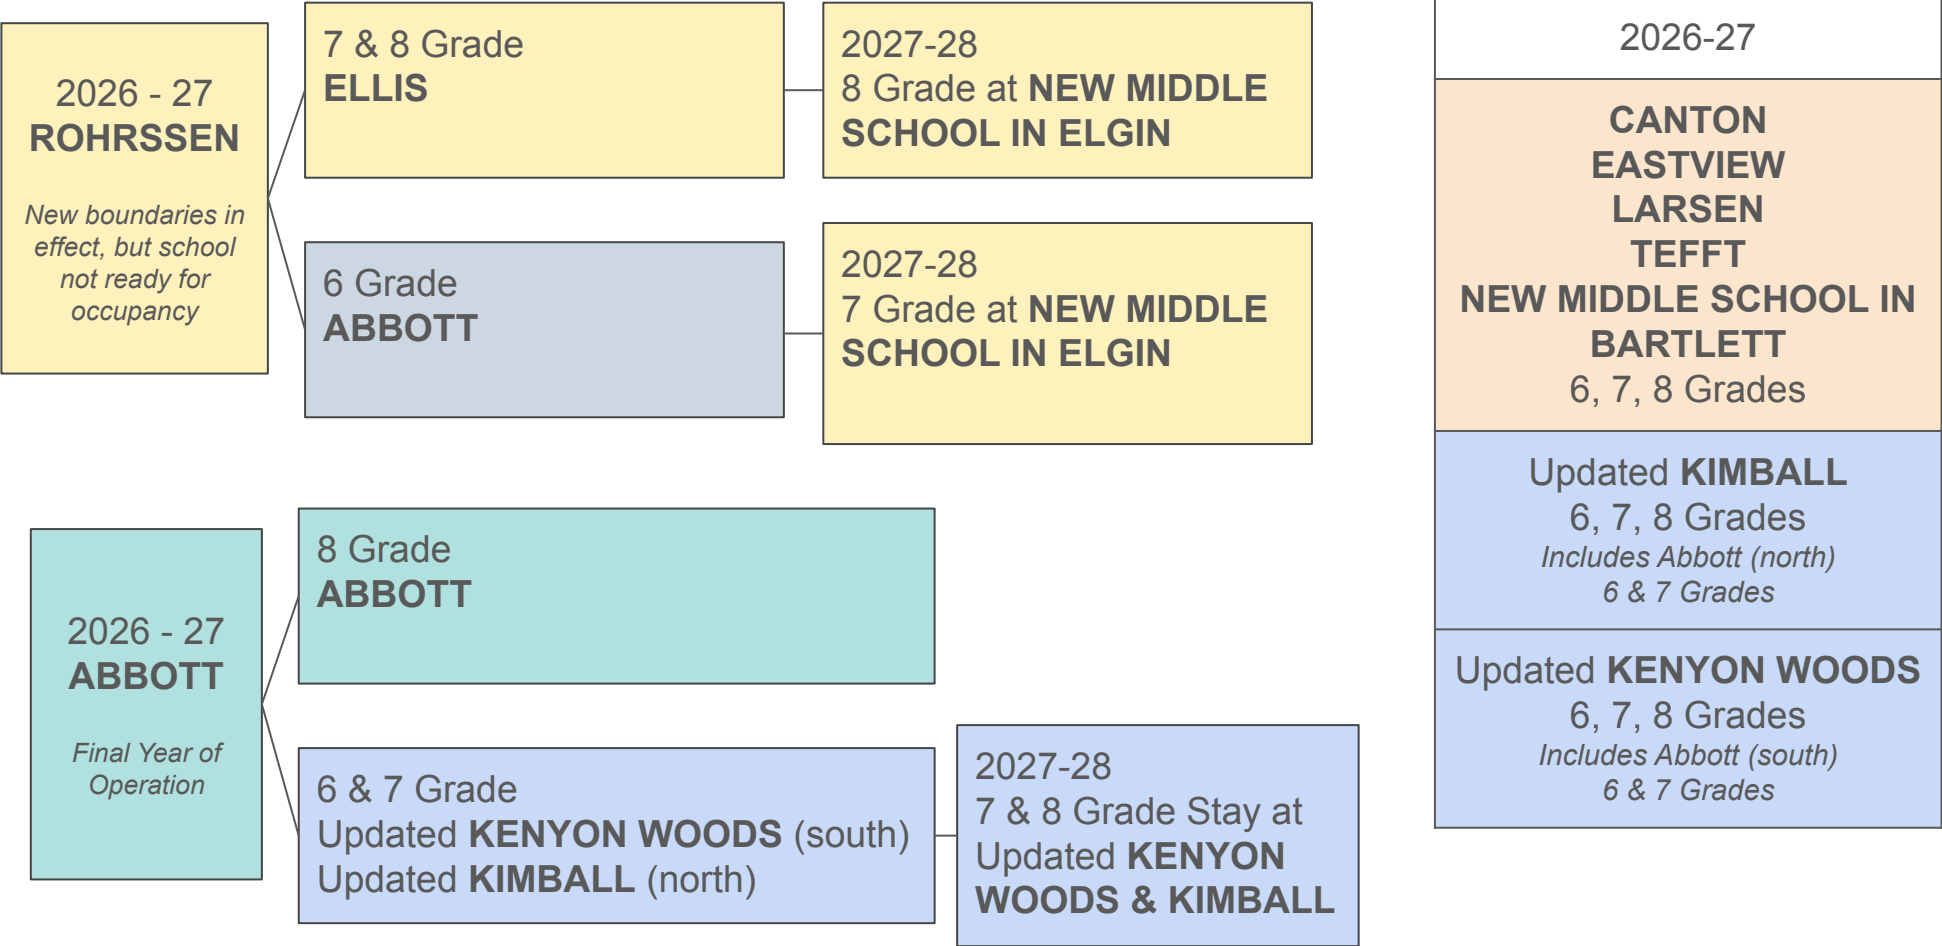 2026 - 27
ROHRSSEN
New boundaries in
effect, but school
not ready for
occupancy
7 & 8 Grade
ELLIS
2027-28
8 Grade at NEW MIDDLE
SCHOOL IN ELGIN
6 Grade
ABBOTT
2027-28
7 Grade at NEW MIDDLE
SCHOOL IN ELGIN
2026 - 27
ABBOTT
Final Year of
Operation
8 Grade
ABBOTT
6 & 7 Grade
Updated KENYON WOODS (south)
Updated KIMBALL (north)
2027-28
7 & 8 Grade Stay at
Updated KENYON
WOODS & KIMBALL
2026-27
CANTON
EASTVIEW
LARSEN
TEFFT
NEW MIDDLE SCHOOL IN
BARTLETT
6, 7, 8 Grades
Updated KIMBALL
6, 7, 8 Grades
Includes Abbott (north)
6 & 7 Grades
Updated KENYON WOODS
6, 7, 8 Grades
Includes Abbott (south)
6 & 7 Grades